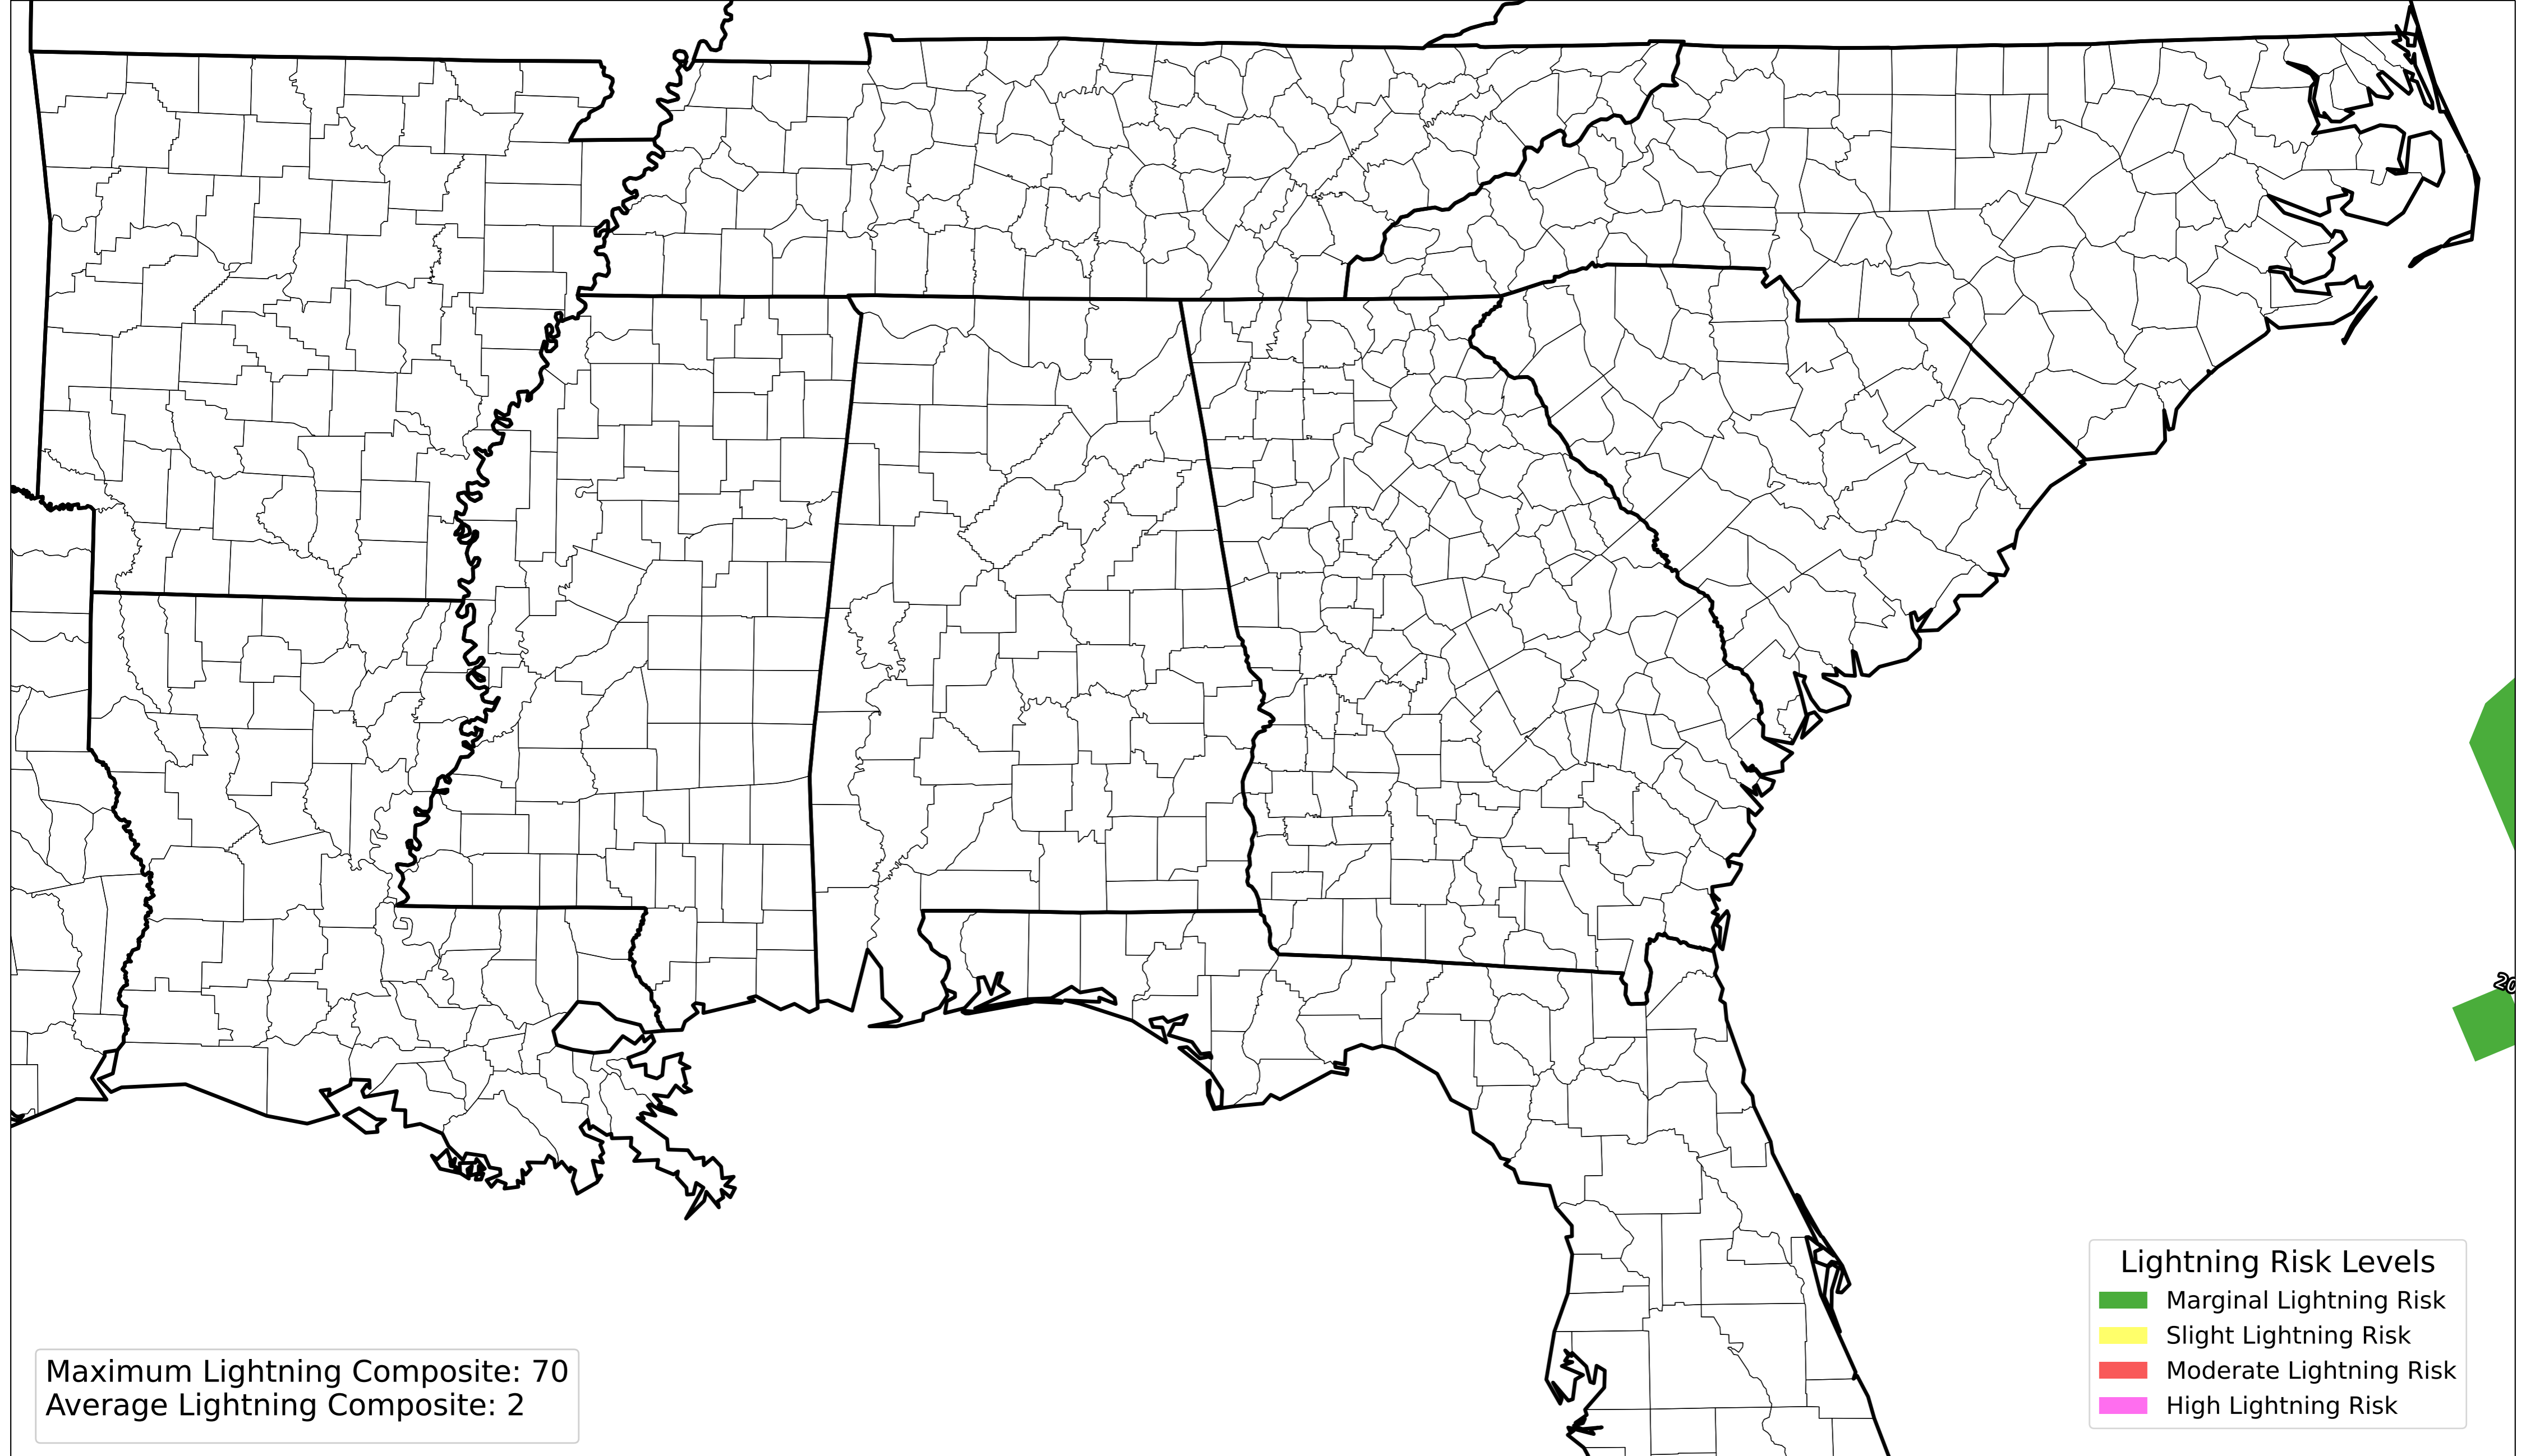 20
Lightning Risk Levels
Marginal Lightning Risk
Slight Lightning Risk
Moderate Lightning Risk
High Lightning Risk
Maximum Lightning Composite: 70
Average Lightning Composite: 2